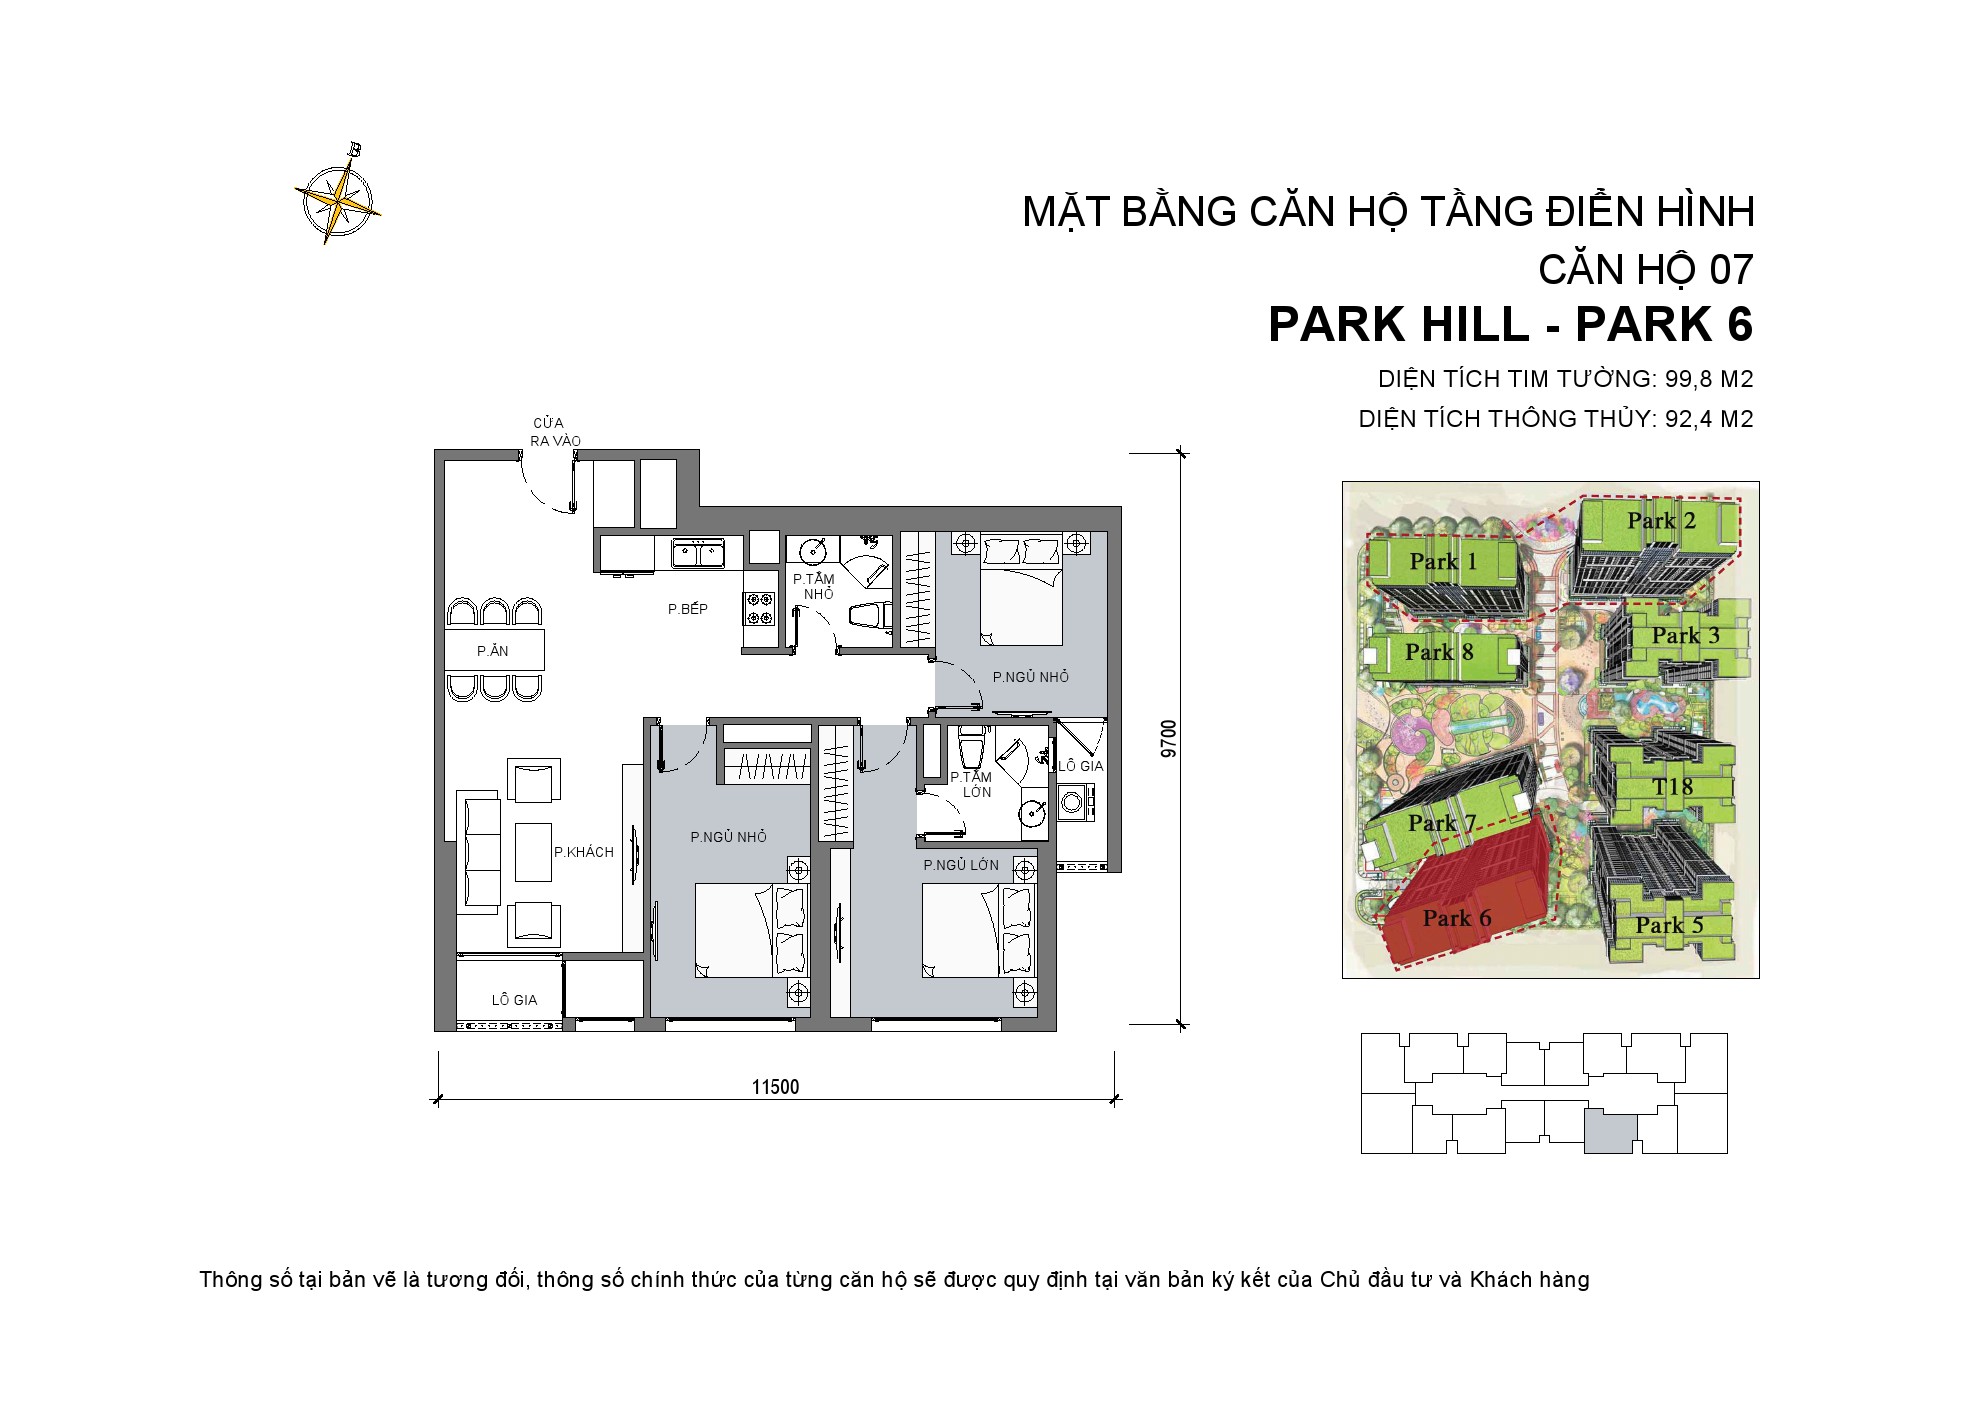 B
MẶT BẰNG CĂN HỘ TẦNG ĐIỂN HÌNH
CĂN HỘ 07
PARK HILL - PARK 6
DIỆN TÍCH TIM TƯỜNG: 99,8 M2
DIỆN TÍCH THÔNG THỦY: 92,4 M2
CỬA
RA VÀO
P.TẮM
NHỎ
P.BẾP
P.ĂN
P.NGỦ NHỎ
LÔ GIA
P.TẮM
LỚN
P.NGỦ NHỎ
P.KHÁCH
P.NGỦ LỚN
LÔ GIA
9700
11500
Park 2
Park 1
Park 3
Park 8
T18
Park 7
Park 6
Park 5
Thông số tại bản vẽ là tương đối, thông số chính thức của từng căn hộ sẽ được quy định tại văn bản ký kết của Chủ đầu tư và Khách hàng